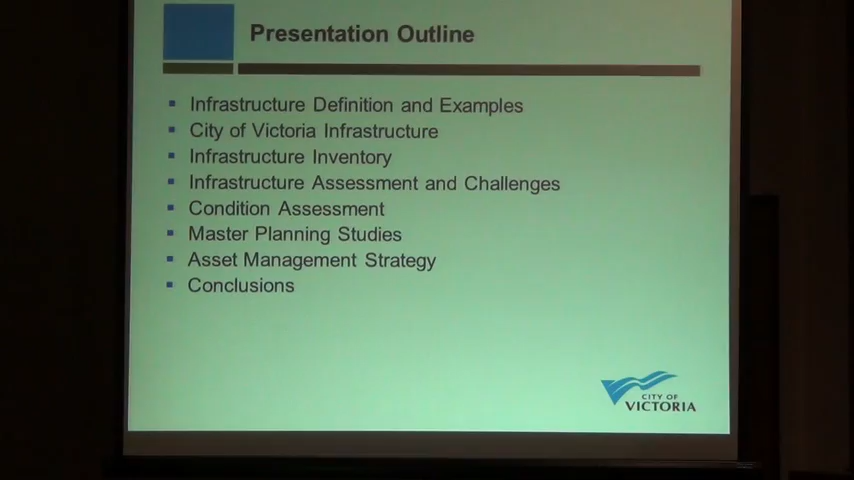 Presentation Outline
Infrastructure Definition and Examples
City of Victoria Infrastructure
Infrastructure Inventory
Infrastructure Assessment and Challenges
Condition Assessment
Master Planning Studies
Asset Management Strategy
Conclusions
CITY OF
VICTORIA